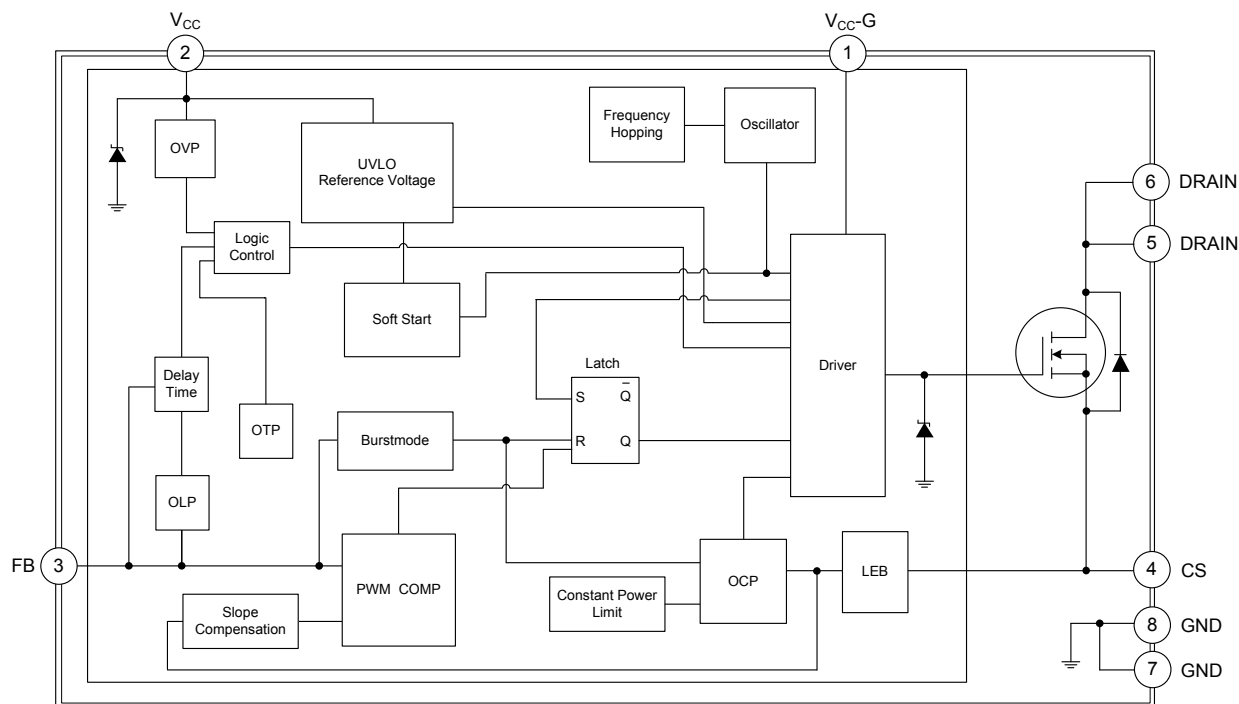 VCC
2
VCC-G
1
Frequency
Hopping
Oscillator
OVP
UVLO
Reference Voltage
6
DRAIN
5
DRAIN
Logic
Control
Soft Start
Driver
Delay
Time
Latch
S
Q̅
R
Q
OTP
Burstmode
OLP
FB
3
PWM COMP
OCP
LEB
4
CS
Constant Power
Limit
Slope
Compensation
8
GND
7
GND